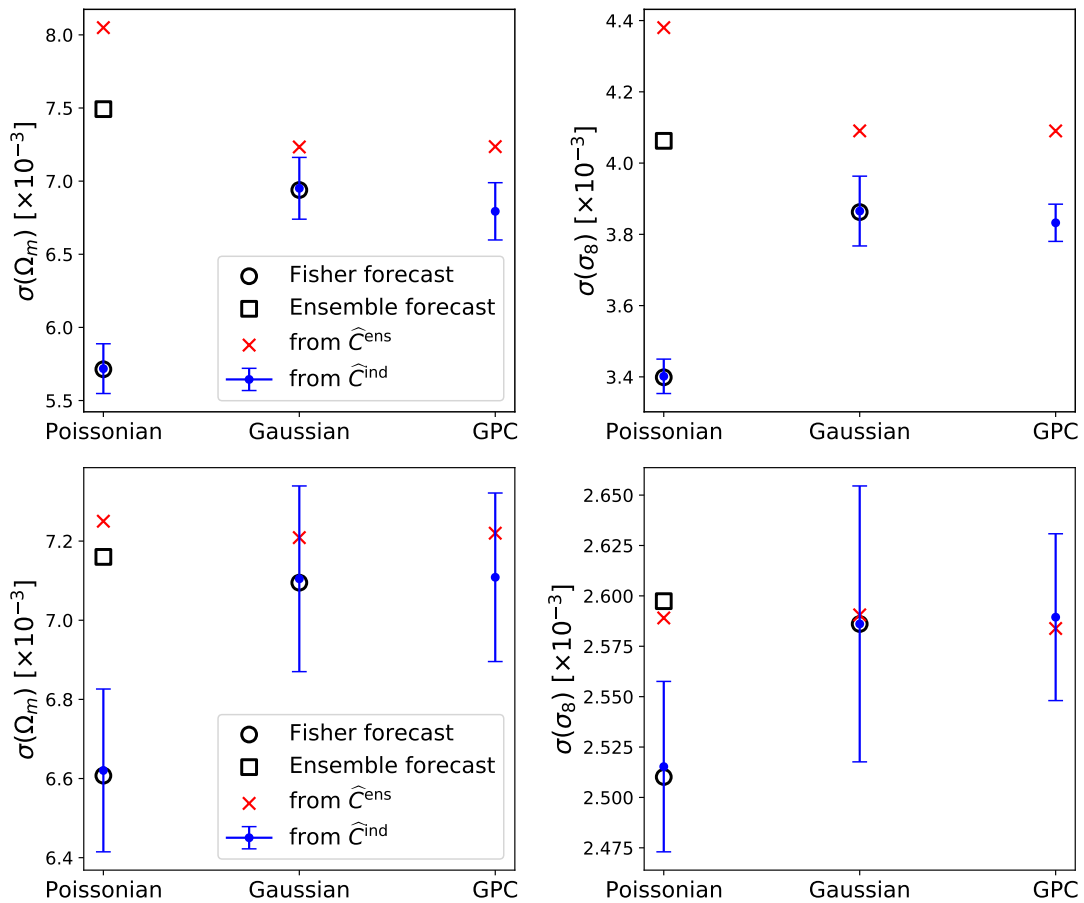 σ(Ω_m) [×10⁻³]
8.0
7.5
7.0
6.5
6.0
5.5
Fisher forecast
Ensemble forecast
from Ĉ^ens
from Ĉ^ind
Poissonian Gaussian GPC
σ(σ₈) [×10⁻³]
4.4
4.2
4.0
3.8
3.6
3.4
Poissonian Gaussian GPC
σ(Ω_m) [×10⁻³]
7.2
7.0
6.8
6.6
6.4
Fisher forecast
Ensemble forecast
from Ĉ^ens
from Ĉ^ind
Poissonian Gaussian GPC
σ(σ₈) [×10⁻³]
2.650
2.625
2.600
2.575
2.550
2.525
2.500
2.475
Poissonian Gaussian GPC